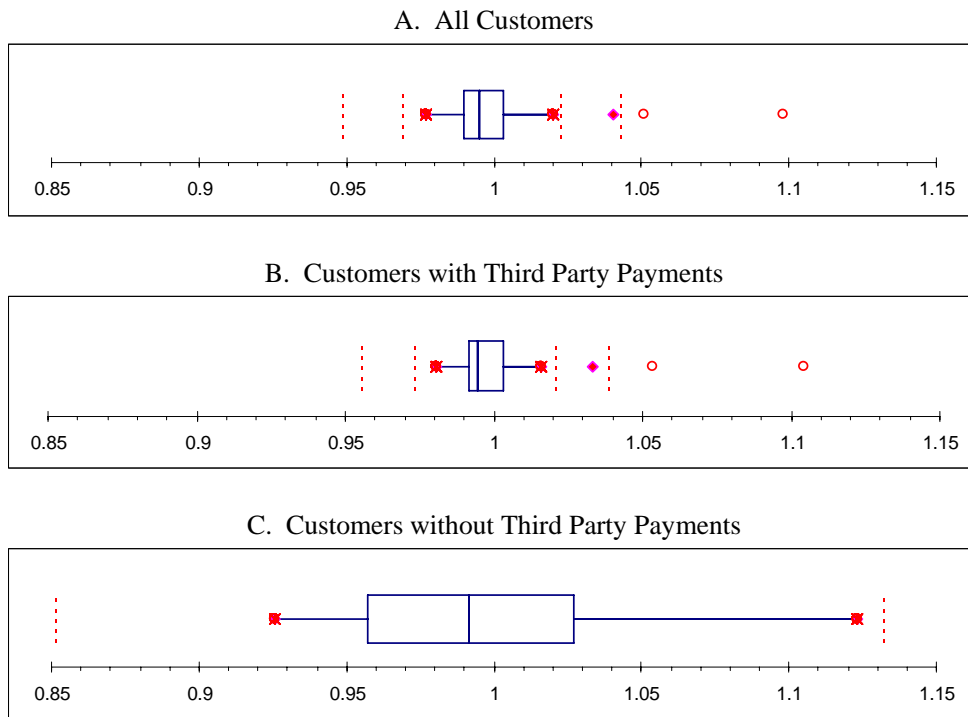 A. All Customers
0.85 0.9 0.95 1 1.05 1.1 1.15
B. Customers with Third Party Payments
0.85 0.9 0.95 1 1.05 1.1 1.15
C. Customers without Third Party Payments
0.85 0.9 0.95 1 1.05 1.1 1.15